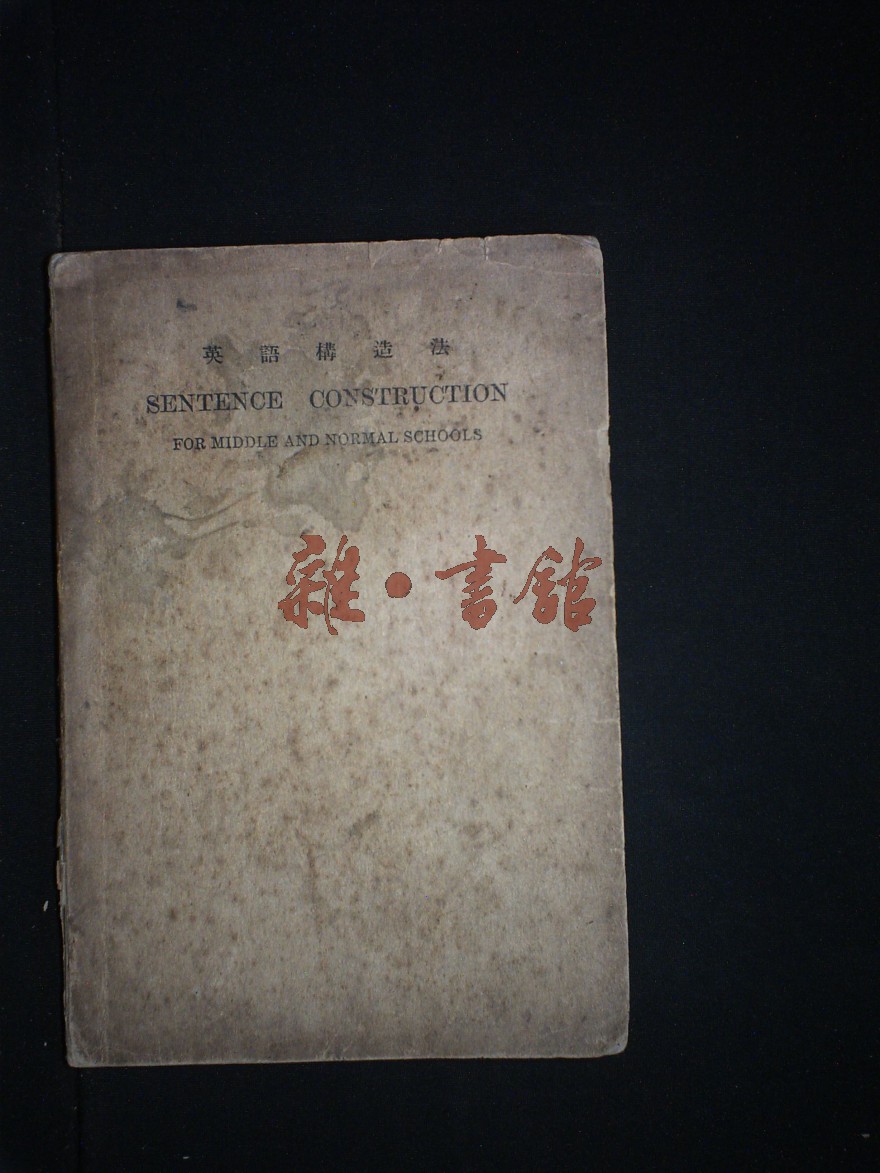 英語構造法
SENTENCE CONSTRUCTION
FOR MIDDLE AND NORMAL SCHOOLS
雜·書館